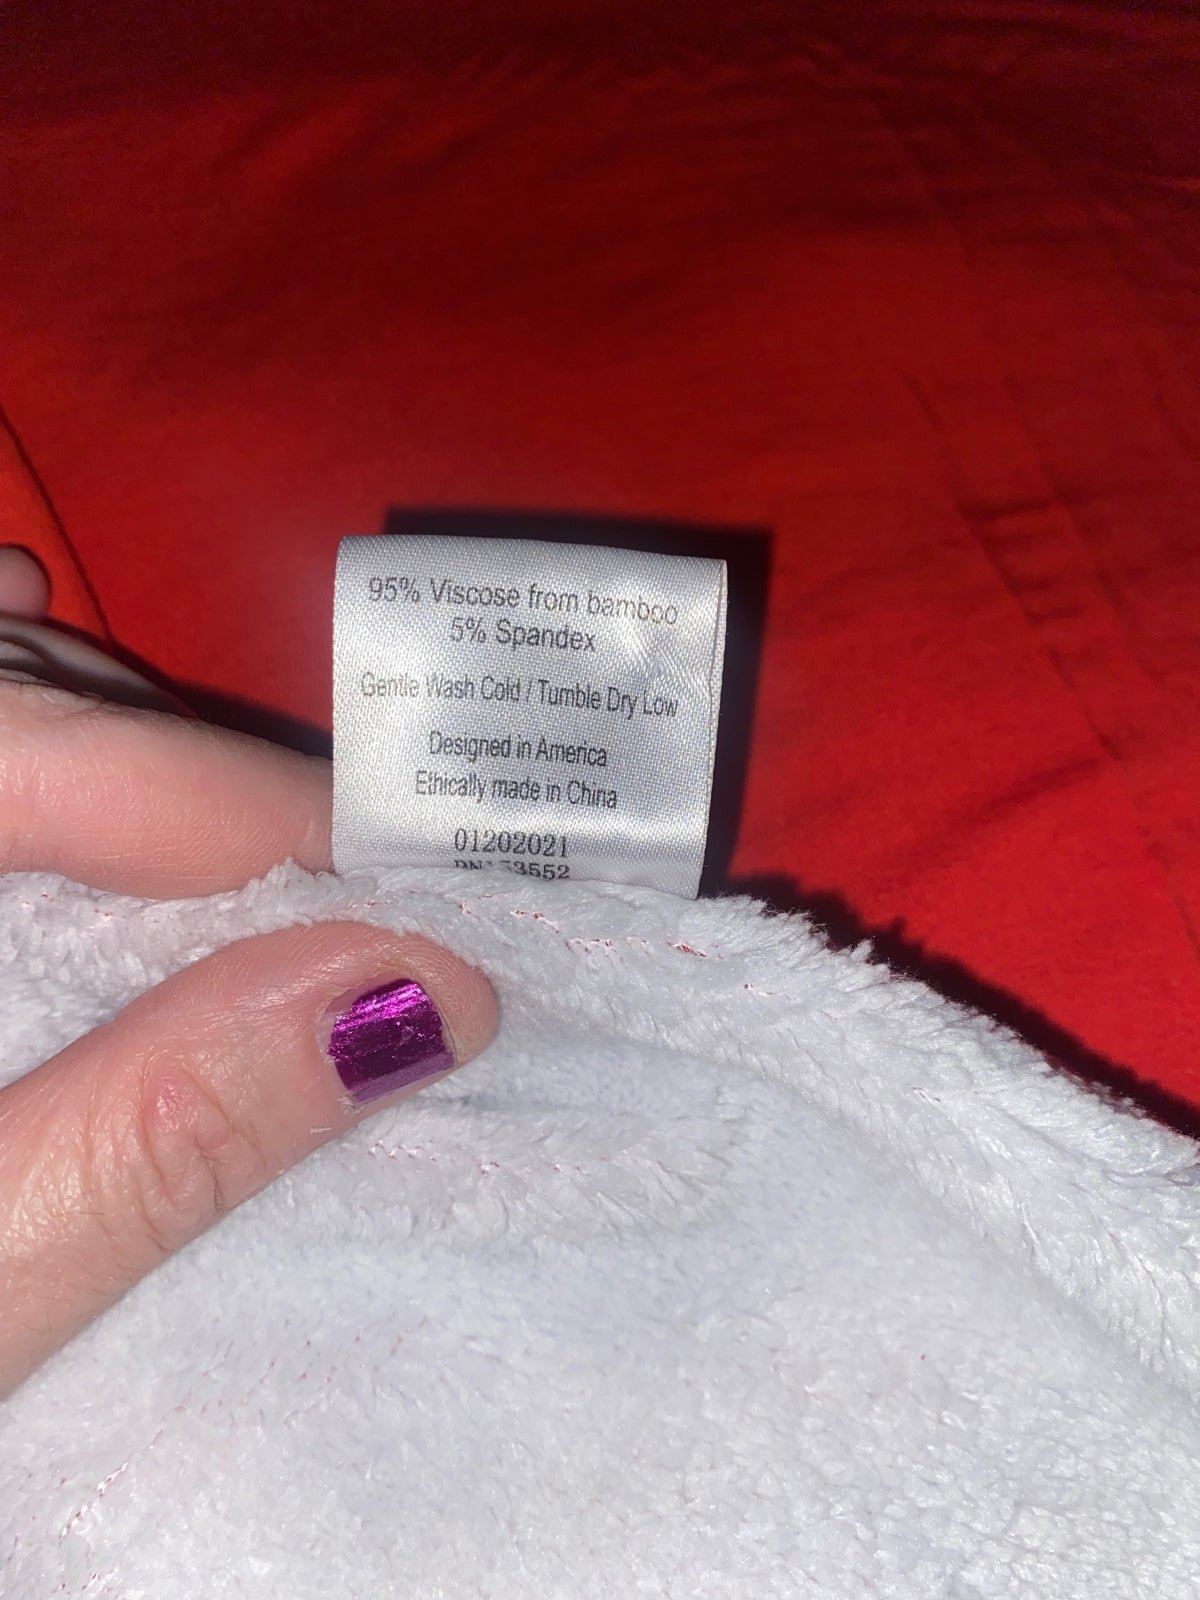 95% Viscose from bamboo
5% Spandex
Gentle Wash Cold / Tumble Dry Low
Designed in America
Ethically made in China
01202021